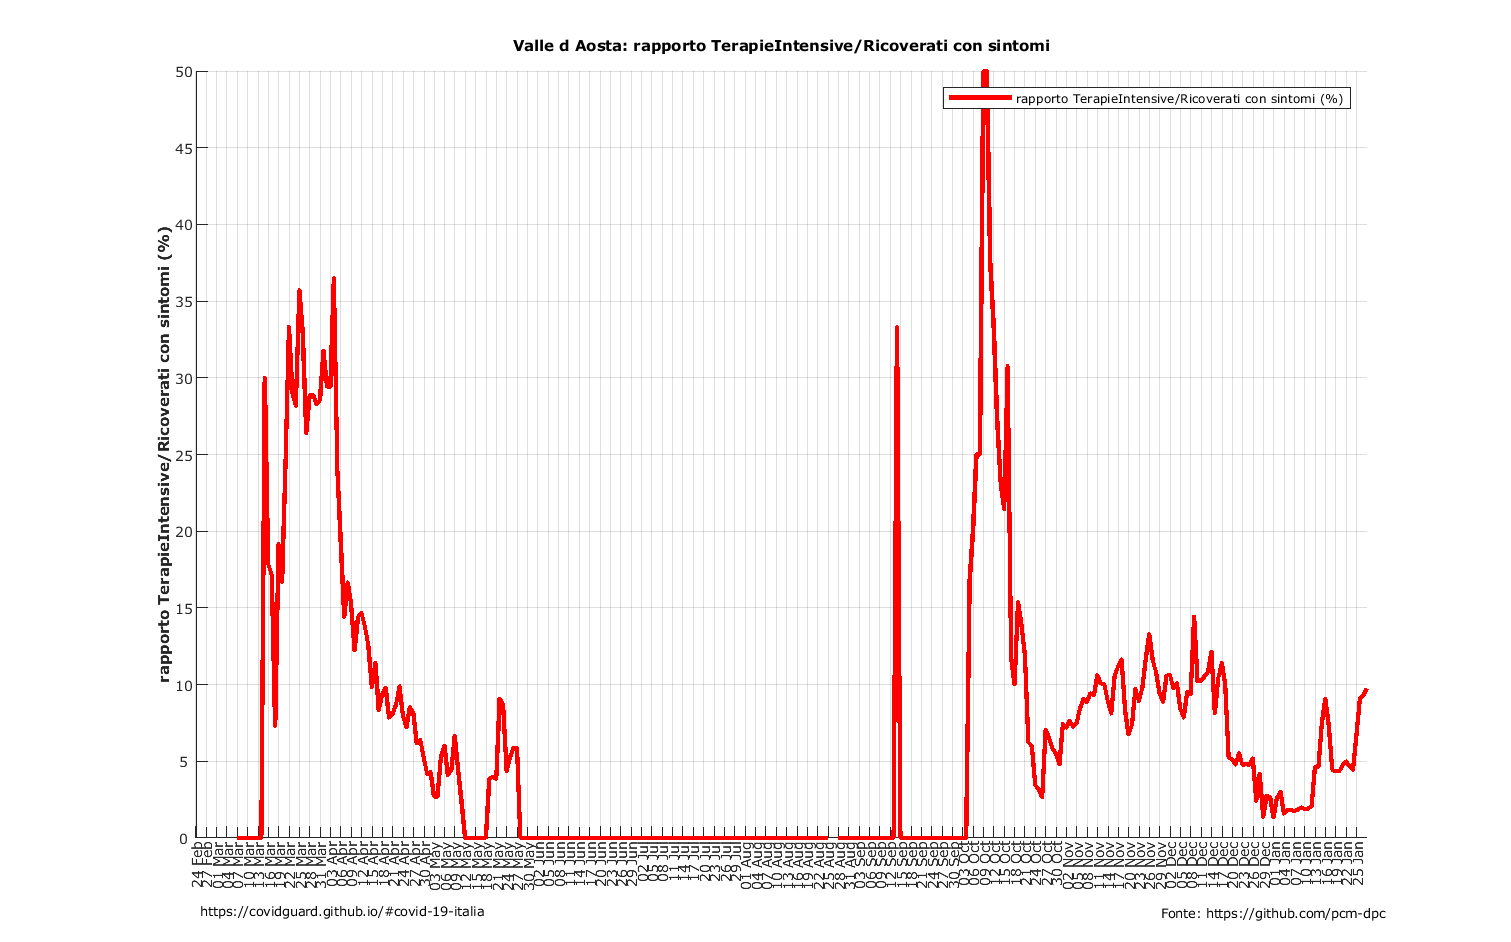 Valle d Aosta: rapporto TerapieIntensive/Ricoverati con sintomi
rapporto TerapieIntensive/Ricoverati con sintomi (%)
rapporto TerapieIntensive/Ricoverati con sintomi (%)
50
45
40
35
30
25
20
15
10
5
0
24 Feb
27 Feb
01 Mar
04 Mar
07 Mar
10 Mar
13 Mar
16 Mar
19 Mar
22 Mar
25 Mar
28 Mar
31 Mar
03 Apr
06 Apr
09 Apr
12 Apr
15 Apr
18 Apr
21 Apr
24 Apr
27 Apr
30 Apr
03 May
06 May
09 May
12 May
15 May
18 May
21 May
24 May
27 May
30 May
02 Jun
05 Jun
08 Jun
11 Jun
14 Jun
17 Jun
20 Jun
23 Jun
26 Jun
29 Jun
02 Jul
05 Jul
08 Jul
11 Jul
14 Jul
17 Jul
20 Jul
23 Jul
26 Jul
29 Jul
01 Aug
04 Aug
07 Aug
10 Aug
13 Aug
16 Aug
19 Aug
22 Aug
25 Aug
28 Aug
31 Aug
03 Sep
06 Sep
09 Sep
12 Sep
15 Sep
18 Sep
21 Sep
24 Sep
27 Sep
30 Sep
03 Oct
06 Oct
09 Oct
12 Oct
15 Oct
18 Oct
21 Oct
24 Oct
27 Oct
30 Oct
02 Nov
05 Nov
08 Nov
11 Nov
14 Nov
17 Nov
20 Nov
23 Nov
26 Nov
29 Nov
02 Dec
05 Dec
08 Dec
11 Dec
14 Dec
17 Dec
20 Dec
23 Dec
26 Dec
29 Dec
01 Jan
04 Jan
07 Jan
10 Jan
13 Jan
16 Jan
19 Jan
22 Jan
25 Jan
https://covidguard.github.io/#covid-19-italia
Fonte: https://github.com/pcm-dpc